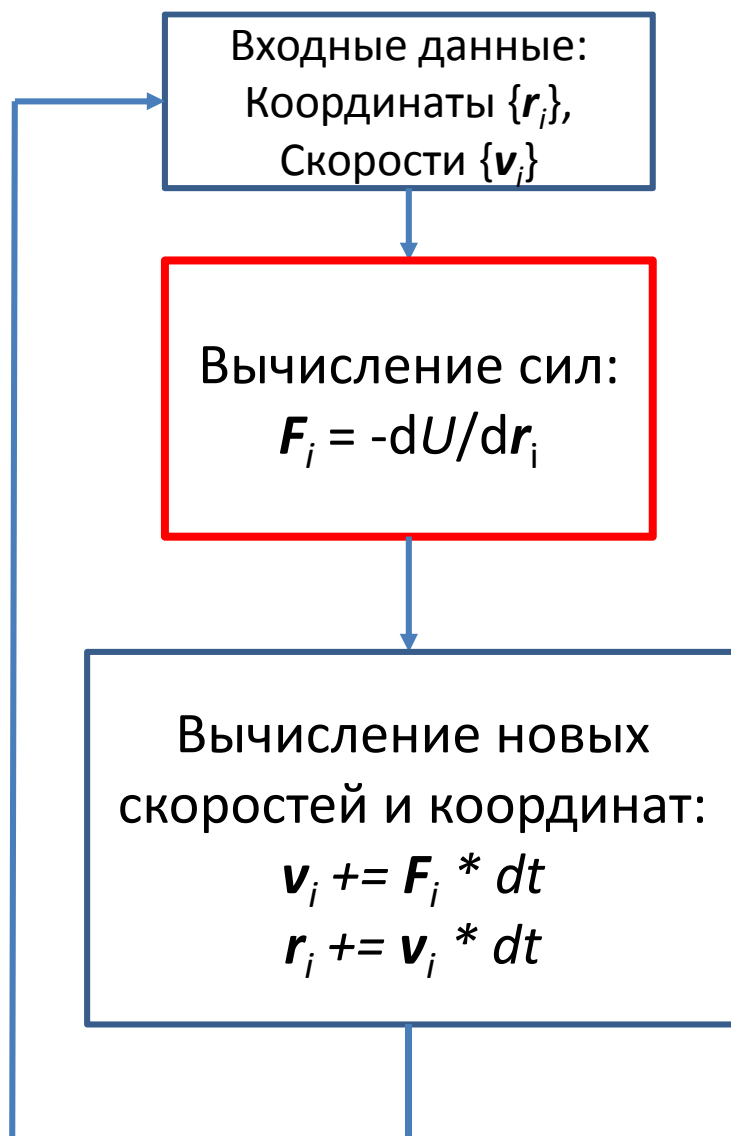 Входные данные:
Координаты {rᵢ},
Скорости {vᵢ}
Вычисление сил:
Fᵢ = -dU/drᵢ
Вычисление новых
скоростей и координат:
vᵢ += Fᵢ * dt
rᵢ += vᵢ * dt